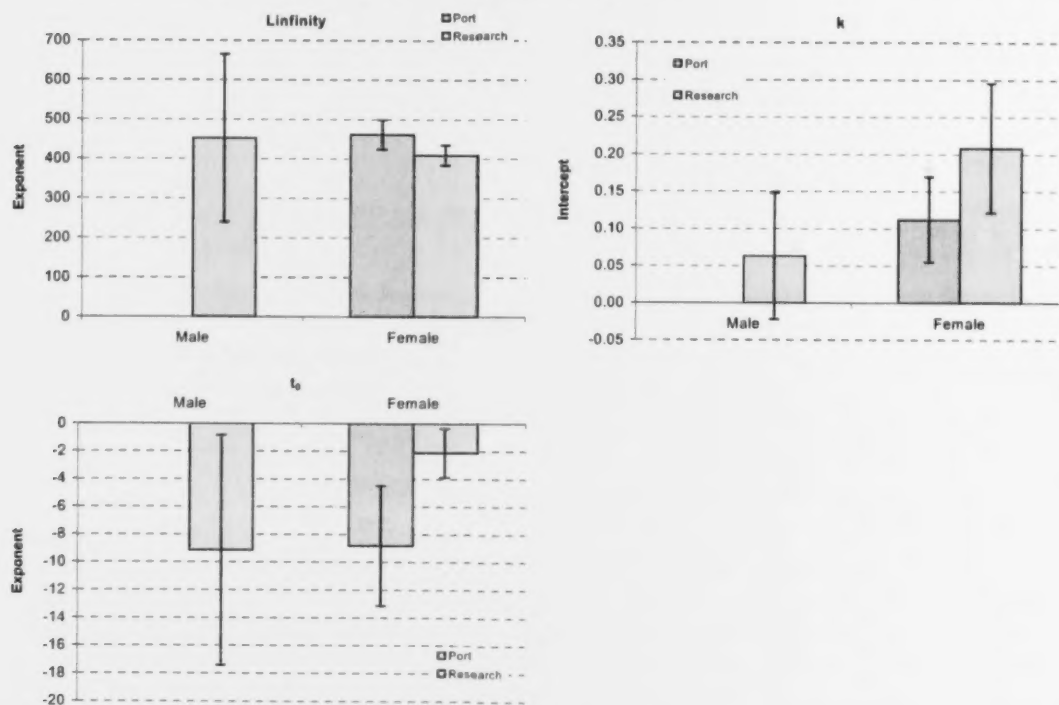 Linfinity
Port
Research
700
600
500
400
300
200
100
0
Exponent
Male
Female
k
Port
Research
0.35
0.30
0.25
0.20
0.15
0.10
0.05
0.00
-0.05
Intercept
Male
Female
t₀
Male
Female
0
-2
-4
-6
-8
-10
-12
-14
-16
-18
-20
Exponent
Port
Research